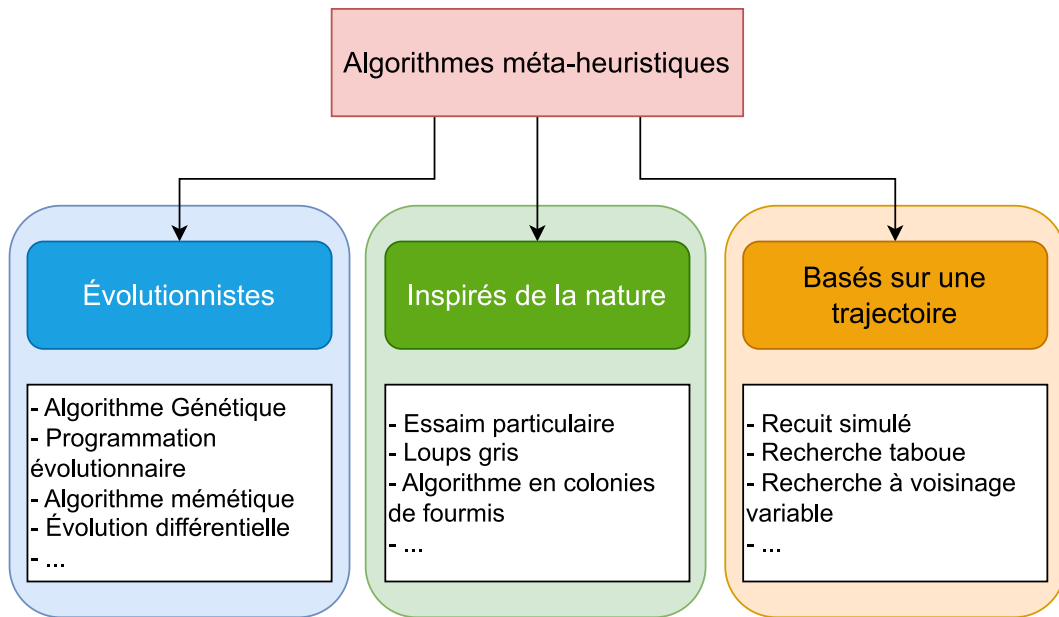 Algorithmes méta-heuristiques
Évolutionnistes
- Algorithme Génétique
- Programmation
évolutionnaire
- Algorithme mémétique
- Évolution différentielle
- ...
Inspirés de la nature
- Essaim particulaire
- Loups gris
- Algorithme en colonies
de fourmis
- ...
Basés sur une
trajectoire
- Recuit simulé
- Recherche taboue
- Recherche à voisinage
variable
- ...